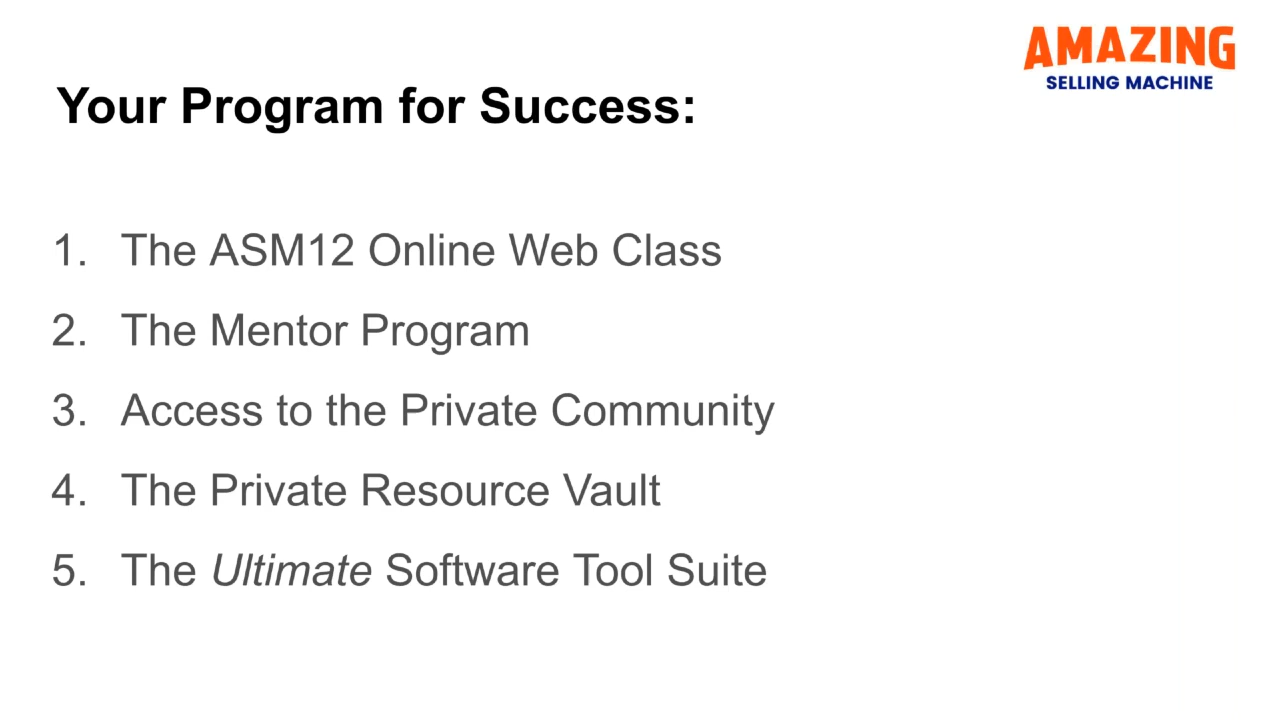 AMAZING
SELLING MACHINE
Your Program for Success:
1. The ASM12 Online Web Class
2. The Mentor Program
3. Access to the Private Community
4. The Private Resource Vault
5. The Ultimate Software Tool Suite